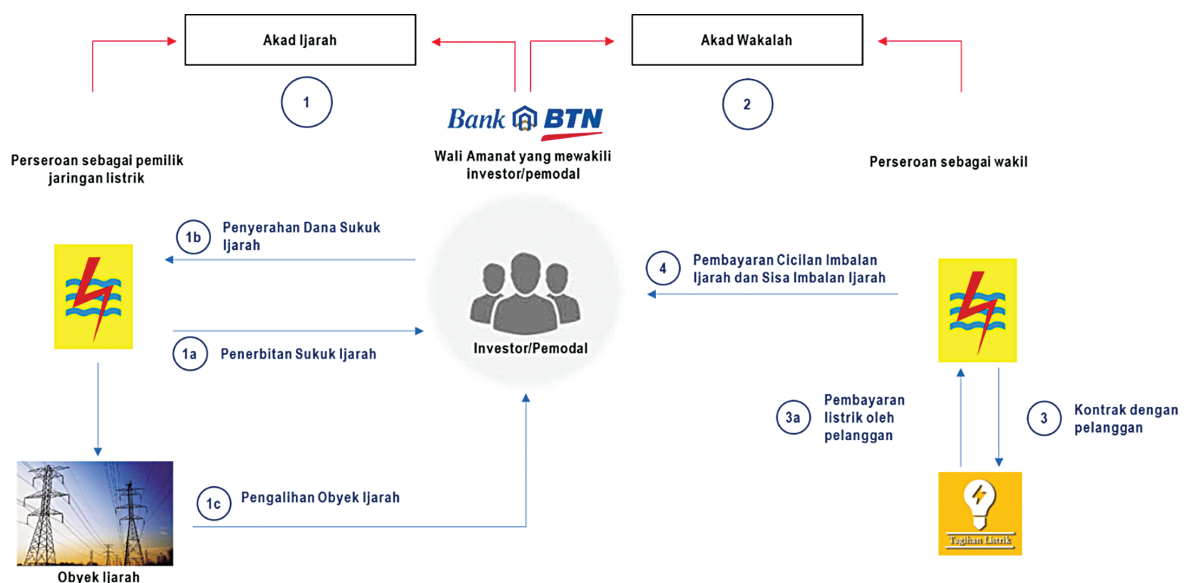 Akad Ijarah
Akad Wakalah
1
2
Bank BTN
Wali Amanat yang mewakili
investor/pemodal
Perseroan sebagai pemilik
jaringan listrik
Perseroan sebagai wakil
1b
Penyerahan Dana Sukuk
Ijarah
4
Pembayaran Cicilan Imbalan
Ijarah dan Sisa Imbalan Ijarah
1a
Penerbitan Sukuk Ijarah
Investor/Pemodal
3a
Pembayaran
listrik oleh
pelanggan
3
Kontrak dengan
pelanggan
1c
Pengalihan Obyek Ijarah
Tagihan Listrik
Obyek Ijarah